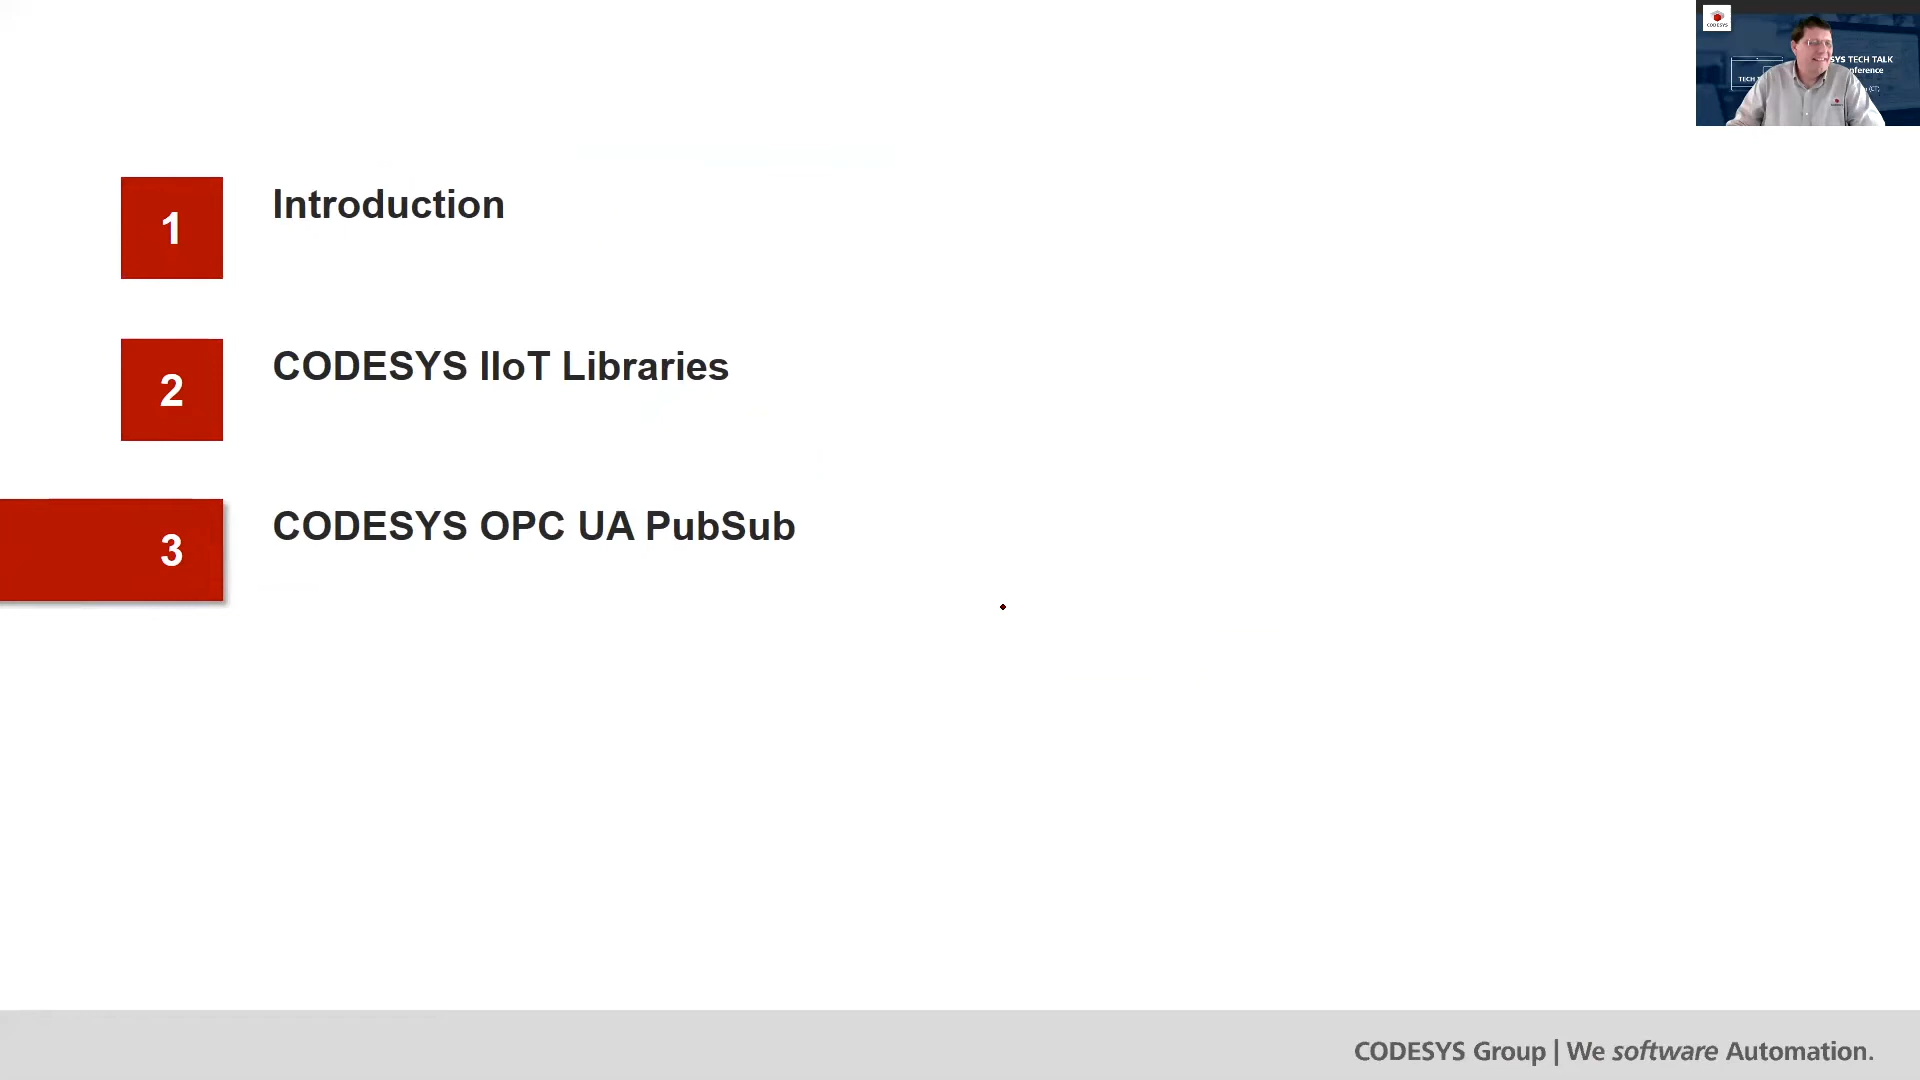 CODESYS
SYS TECH TALK
TECH
1
Introduction
2
CODESYS IIoT Libraries
3
CODESYS OPC UA PubSub
CODESYS Group | We software Automation.